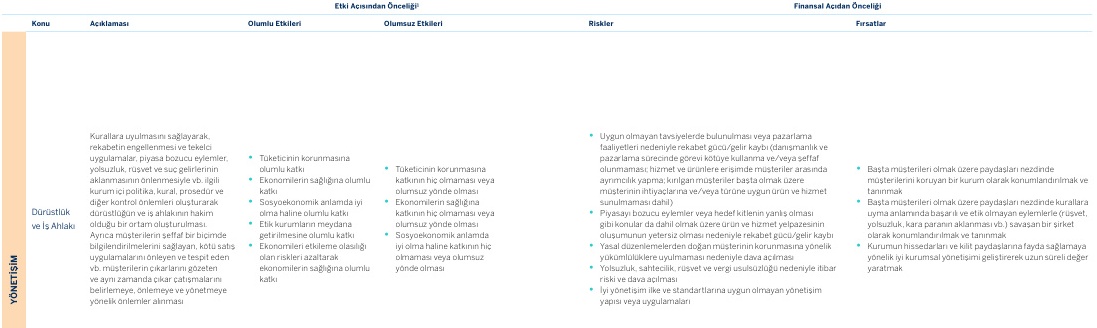 Etki Açısından Önceliği¹
Finansal Açıdan Önceliği
Konu
Açıklaması
Olumlu Etkileri
Olumsuz Etkileri
Riskler
Fırsatlar
YÖNETİŞİM
Dürüstlük
ve İş Ahlakı
Kurallara uyulmasını sağlayarak,
rekabetin engellenmesi ve tekelci
uygulamalar, piyasa bozucu eylemler,
yolsuzluk, rüşvet ve suç gelirlerinin
aklanmasının önlenmesiyle vb. ilgili
kurum içi politika, kural, prosedür ve
diğer kontrol önlemleri oluşturarak
dürüstlüğün ve iş ahlakının hakim
olduğu bir ortam oluşturulması.
Ayrıca müşterilerin şeffaf bir biçimde
bilgilendirilmelerini sağlayan, kötü satış
uygulamalarını önleyen ve tespit eden
vb. müşterilerin çıkarlarını gözeten
ve aynı zamanda çıkar çatışmalarını
belirlemeye, önlemeye ve yönetmeye
yönelik önlemler alınması
• Tüketicinin korunmasına
olumlu katkı
• Ekonomilerin sağlığına olumlu
katkı
• Sosyoekonomik anlamda iyi
olma haline olumlu katkı
• Etik kurumların meydana
getirilmesine olumlu katkı
• Ekonomileri etkileme olasılığı
olan riskleri azaltarak
ekonomilerin sağlığına olumlu
katkı
• Tüketicinin korunmasına
katkının hiç olmaması veya
olumsuz yönde olması
• Ekonomilerin sağlığına
katkının hiç olmaması veya
olumsuz yönde olması
• Sosyoekonomik anlamda
iyi olma haline katkının hiç
olmaması veya olumsuz
yönde olması
• Uygun olmayan tavsiyelerde bulunulması veya pazarlama
faaliyetleri nedeniyle rekabet gücü/gelir kaybı (danışmanlık ve
pazarlama sürecinde görevi kötüye kullanma ve/veya şeffaf
olunmaması; hizmet ve ürünlere erişimde müşteriler arasında
ayrımcılık yapma; kırılgan müşteriler başta olmak üzere
müşterinin ihtiyaçlarına ve/veya türüne uygun ürün ve hizmet
sunulmaması dahil)
• Piyasayı bozucu eylemler veya hedef kitlenin yanlış olması
gibi konular da dahil olmak üzere ürün ve hizmet yelpazesinin
oluşumunun yetersiz olması nedeniyle rekabet gücü/gelir kaybı
• Yasal düzenlemelerden doğan müşterinin korunmasına yönelik
yükümlülüklere uyulmaması nedeniyle dava açılması
• Yolsuzluk, sahtecilik, rüşvet ve vergi usulsüzlüğü nedeniyle itibar
riski ve dava açılması
• İyi yönetişim ilke ve standartlarına uygun olmayan yönetişim
yapısı veya uygulamaları
• Başta müşterileri olmak üzere paydaşları nezdinde
müşterilerini koruyan bir kurum olarak konumlandırılmak ve
tanınmak
• Başta müşterileri olmak üzere paydaşları nezdinde kurallara
uyma anlamında başarılı ve etik olmayan eylemlerle (rüşvet,
yolsuzluk, kara paranın aklanması vb.) savaşan bir şirket
olarak konumlandırılmak ve tanınmak
• Kurumun hissedarları ve kilit paydaşlarına fayda sağlamaya
yönelik iyi kurumsal yönetişimi geliştirerek uzun süreli değer
yaratmak